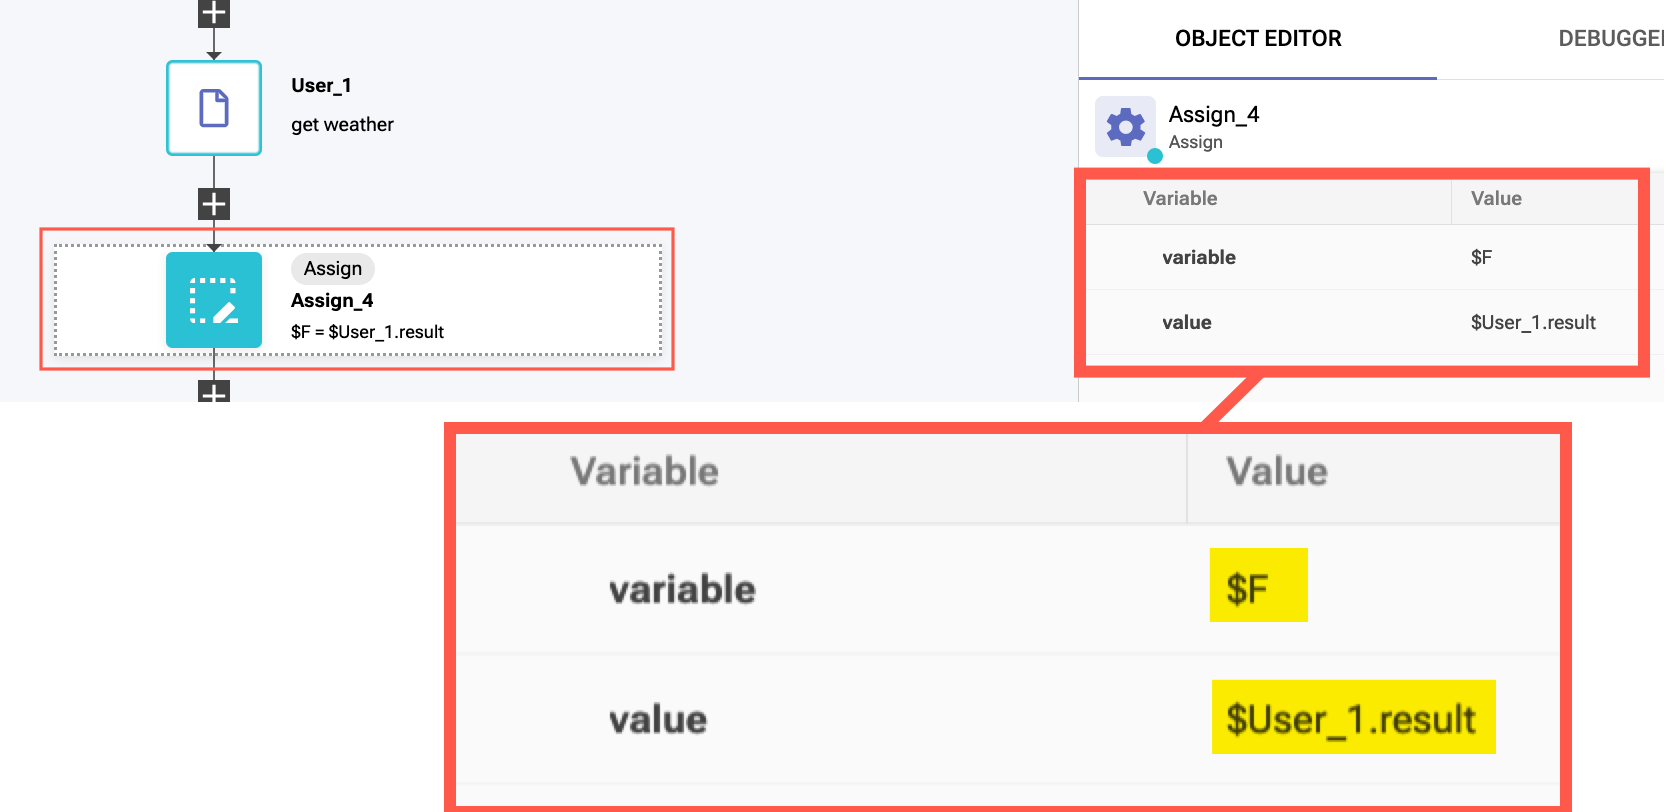 User_1
get weather
Assign
Assign_4
$F = $User_1.result
OBJECT EDITOR
DEBUGGER
Assign_4
Assign
Variable Value
variable $F
value $User_1.result
Variable Value
variable $F
value $User_1.result